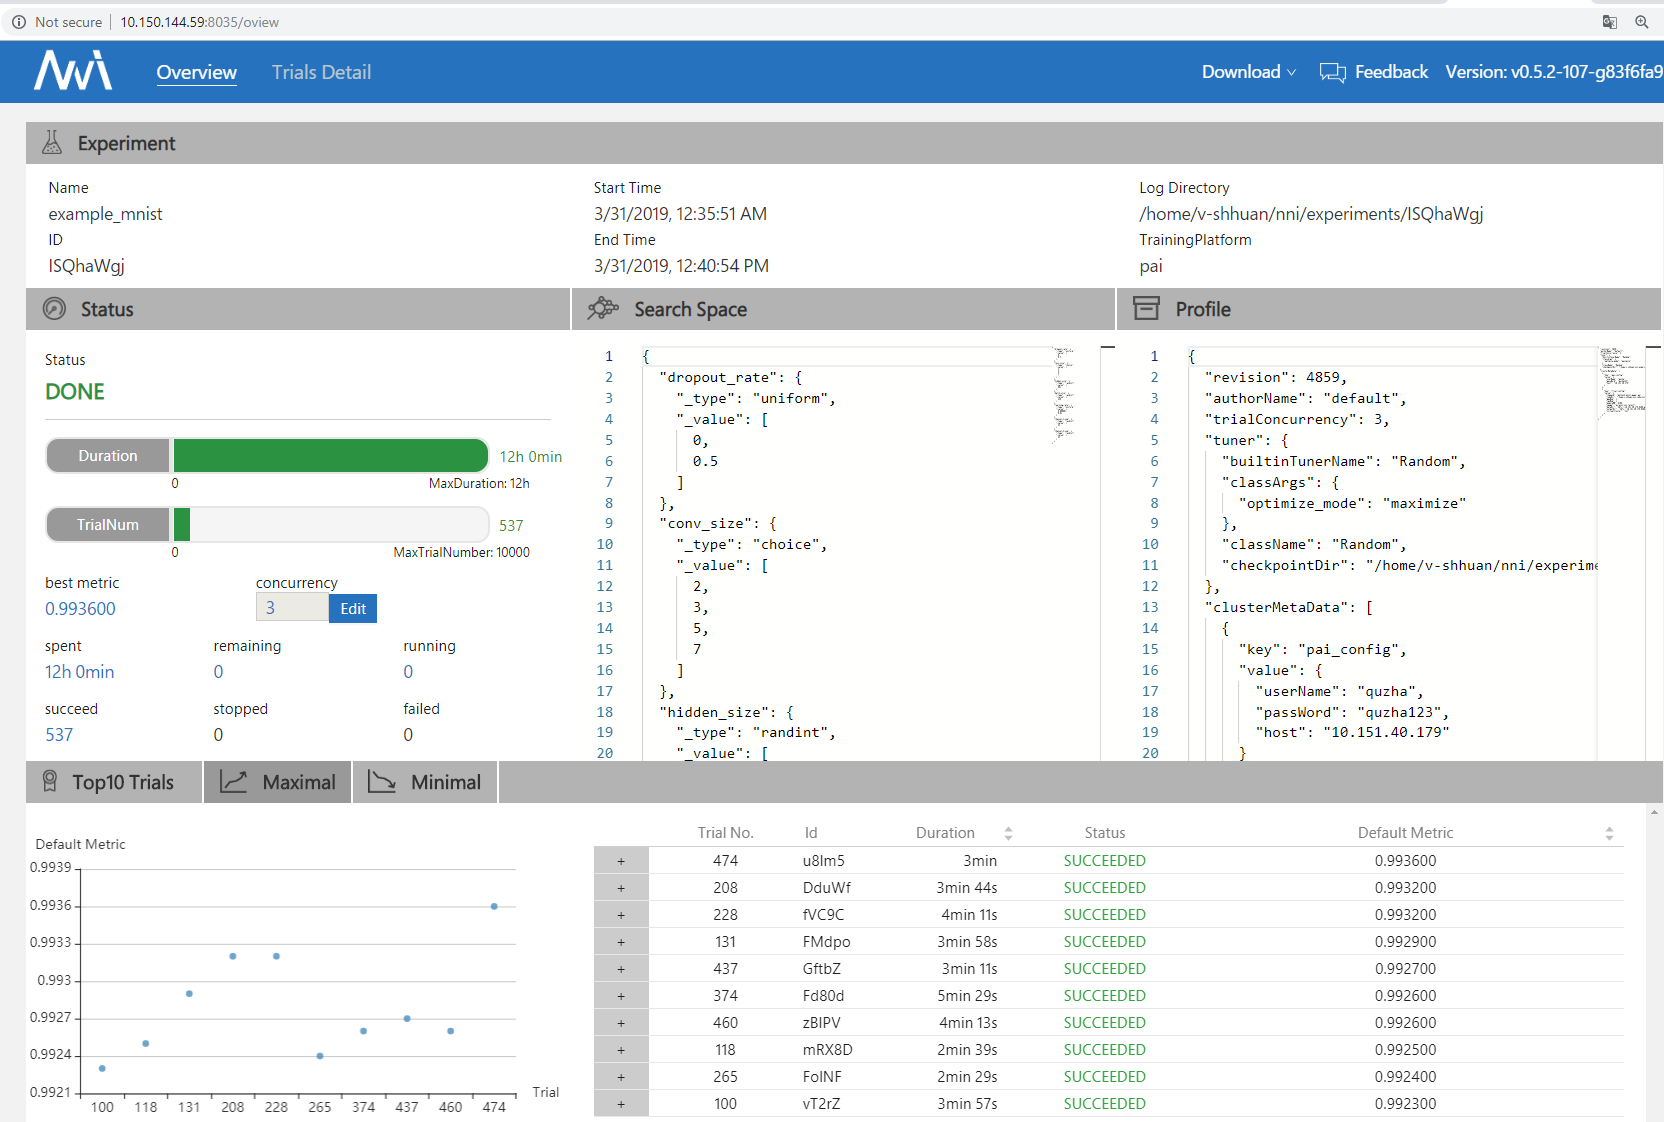 Not secure | 10.150.144.59:8035/oview
NNI Overview Trials Detail Download Feedback Version: v0.5.2-107-g83f6fa9
Experiment
Name Start Time Log Directory
example_mnist 3/31/2019, 12:35:51 AM /home/v-shhuan/nni/experiments/ISQhaWgj
ID End Time TrainingPlatform
ISQhaWgj 3/31/2019, 12:40:54 PM pai
Status
Status
DONE
Duration 12h 0min
0 MaxDuration: 12h
TrialNum 537
0 MaxTrialNumber: 10000
best metric concurrency
0.993600 3 Edit
spent remaining running
12h 0min 0 0
succeed stopped failed
537 0 0
Search Space
1 {
2 "dropout_rate": {
3 "_type": "uniform",
4 "_value": [
5 0,
6 0.5
7 ]
8 },
9 "conv_size": {
10 "_type": "choice",
11 "_value": [
12 2,
13 3,
14 5,
15 7
16 ]
17 },
18 "hidden_size": {
19 "_type": "randint",
20 "_value": [
Profile
1 {
2 "revision": 4859,
3 "authorName": "default",
4 "trialConcurrency": 3,
5 "tuner": {
6 "builtinTunerName": "Random",
7 "classArgs": {
8 "optimize_mode": "maximize"
9 },
10 "className": "Random",
11 "checkpointDir": "/home/v-shhuan/nni/experime
12 },
13 "clusterMetaData": [
14 {
15 "key": "pai_config",
16 "value": {
17 "userName": "quzha",
18 "passWord": "quzha123",
19 "host": "10.151.40.179"
20 }
Top10 Trials Maximal Minimal
Default Metric
0.9939
0.9936
0.9933
0.993
0.9927
0.9924
0.9921
100 118 131 208 228 265 374 437 460 474
Trial
Trial No. Id Duration Status Default Metric
+ 474 u8lm5 3min SUCCEEDED 0.993600
+ 208 DduWf 3min 44s SUCCEEDED 0.993200
+ 228 fVC9C 4min 11s SUCCEEDED 0.993200
+ 131 FMdpo 3min 58s SUCCEEDED 0.992900
+ 437 GftbZ 3min 11s SUCCEEDED 0.992700
+ 374 Fd80d 5min 29s SUCCEEDED 0.992600
+ 460 zBIPV 4min 13s SUCCEEDED 0.992600
+ 118 mRX8D 2min 39s SUCCEEDED 0.992500
+ 265 FoINF 2min 29s SUCCEEDED 0.992400
+ 100 vT2rZ 3min 57s SUCCEEDED 0.992300